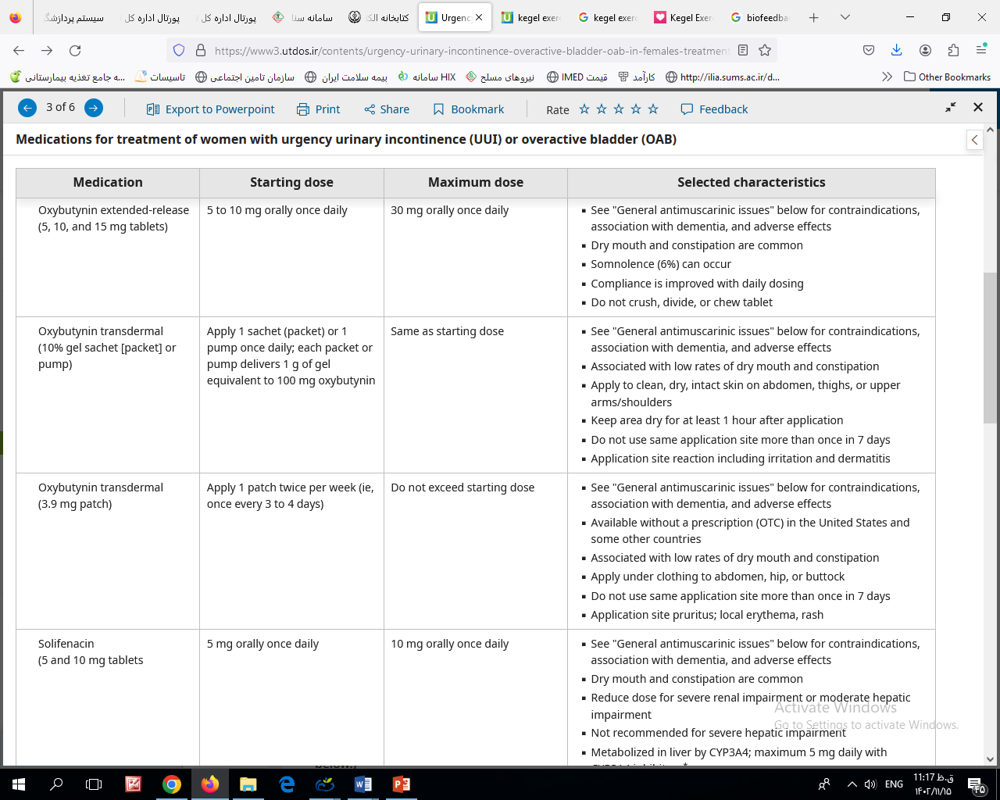 سیستم پردازش
پورتال اداره کل
پورتال اداره کل
سامانه سنا
کتابخانه الک
Urgency
kegel exer
kegel exer
Kegel Exer
biofeedba
https://www3.utdos.ir/contents/urgency-urinary-incontinence-overactive-bladder-oab-in-females-treatment
...ه جامع تغذیه بیمارستانی
تاسیسات
سازمان تامین اجتماعی
بیمه سلامت ایران
سامانه HIX
نیروهای مسلح
قیمت IMED
کارآمد
http://ilia.sums.ac.ir/d...
Other Bookmarks
3 of 6
Export to Powerpoint
Print
Share
Bookmark
Rate
Feedback
Medications for treatment of women with urgency urinary incontinence (UUI) or overactive bladder (OAB)
Medication
Starting dose
Maximum dose
Selected characteristics
Oxybutynin extended-release
(5, 10, and 15 mg tablets)
5 to 10 mg orally once daily
30 mg orally once daily
▪ See "General antimuscarinic issues" below for contraindications,
association with dementia, and adverse effects
▪ Dry mouth and constipation are common
▪ Somnolence (6%) can occur
▪ Compliance is improved with daily dosing
▪ Do not crush, divide, or chew tablet
Oxybutynin transdermal
(10% gel sachet [packet] or
pump)
Apply 1 sachet (packet) or 1
pump once daily; each packet or
pump delivers 1 g of gel
equivalent to 100 mg oxybutynin
Same as starting dose
▪ See "General antimuscarinic issues" below for contraindications,
association with dementia, and adverse effects
▪ Associated with low rates of dry mouth and constipation
▪ Apply to clean, dry, intact skin on abdomen, thighs, or upper
arms/shoulders
▪ Keep area dry for at least 1 hour after application
▪ Do not use same application site more than once in 7 days
▪ Application site reaction including irritation and dermatitis
Oxybutynin transdermal
(3.9 mg patch)
Apply 1 patch twice per week (ie,
once every 3 to 4 days)
Do not exceed starting dose
▪ See "General antimuscarinic issues" below for contraindications,
association with dementia, and adverse effects
▪ Available without a prescription (OTC) in the United States and
some other countries
▪ Associated with low rates of dry mouth and constipation
▪ Apply under clothing to abdomen, hip, or buttock
▪ Do not use same application site more than once in 7 days
▪ Application site pruritus; local erythema, rash
Solifenacin
(5 and 10 mg tablets
5 mg orally once daily
10 mg orally once daily
▪ See "General antimuscarinic issues" below for contraindications,
association with dementia, and adverse effects
▪ Dry mouth and constipation are common
▪ Reduce dose for severe renal impairment or moderate hepatic
impairment
▪ Not recommended for severe hepatic impairment
▪ Metabolized in liver by CYP3A4; maximum 5 mg daily with
Activate Windows
Go to Settings to activate Windows.
ENG
ق.ظ 11:17
۱۴۰۲/۱۱/۱۵
۲۵